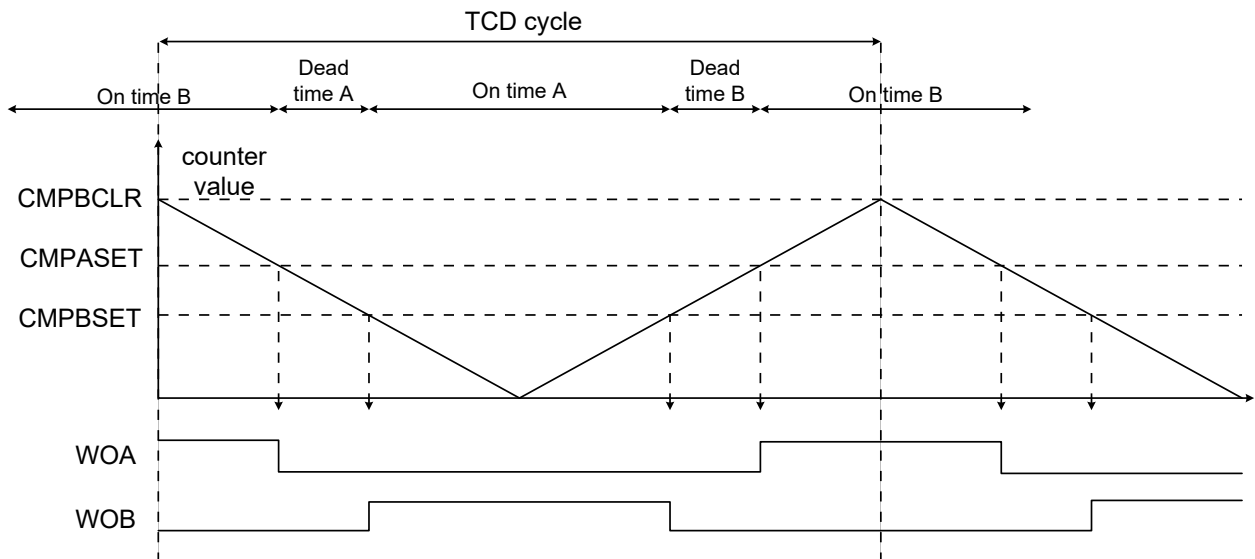 TCD cycle
On time B
Dead
time A
On time A
Dead
time B
On time B
counter
value
CMPBCLR
CMPASET
CMPBSET
WOA
WOB